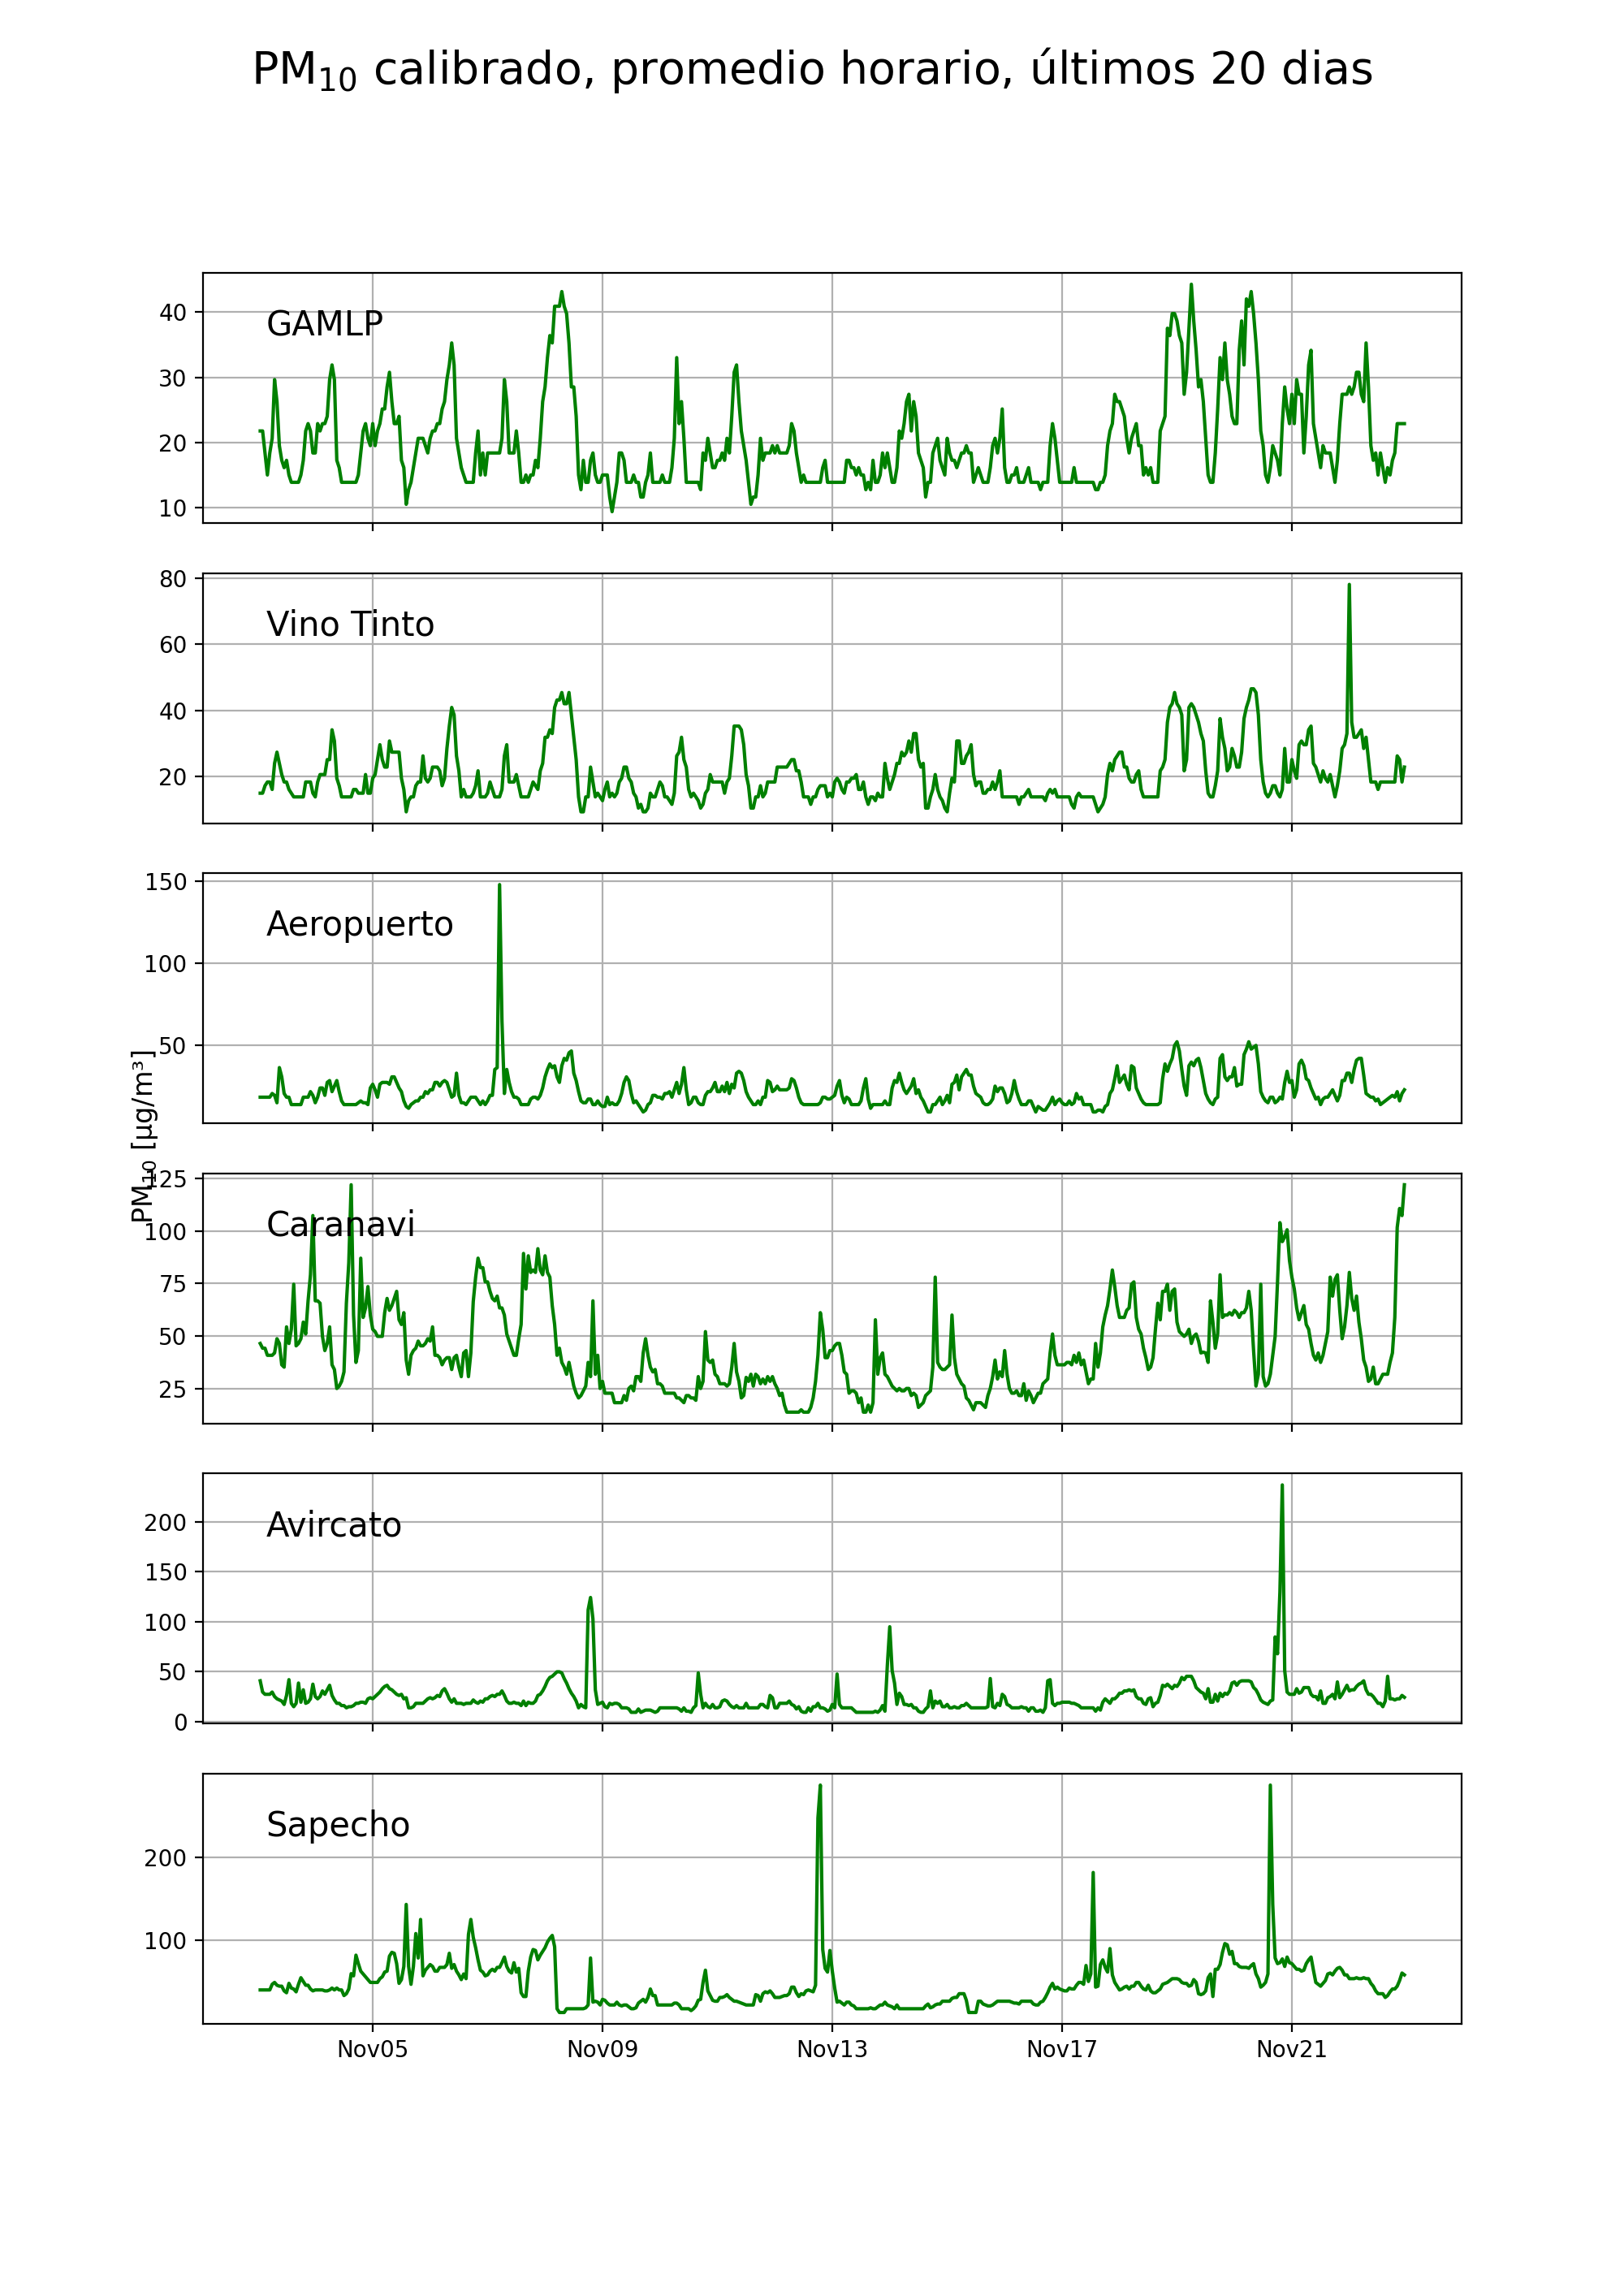 PM₁₀ calibrado, promedio horario, últimos 20 dias
GAMLP
40
30
20
10
Vino Tinto
80
60
40
20
Aeropuerto
150
100
50
PM₁₀ [µg/m³]
Caranavi
125
100
75
50
25
Avircato
200
150
100
50
0
Sapecho
200
100
Nov05 Nov09 Nov13 Nov17 Nov21